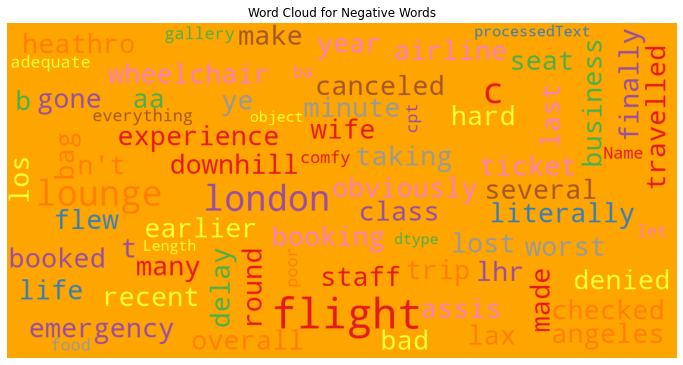 Word Cloud for Negative Words
heathro
gallery
make
year
airline
processedText
seat
adequate
wheelchair
bd
canceled
business
finally
travelled
b
gone
aa
ye
minute
cpt
c
hard
last
everything
object
experience
wife
bag
n't
downhill
comfy
taking
ticket
Name
los
lounge
london
obviously
several
class
literally
flew
earlier
t
Length
booking
dtype
lost
worst
let
booked
many
delay
round
poor
staff
trip
lhr
made
denied
life
recent
flight
assis
checked
emergency
food
overall
bad
lax
angeles